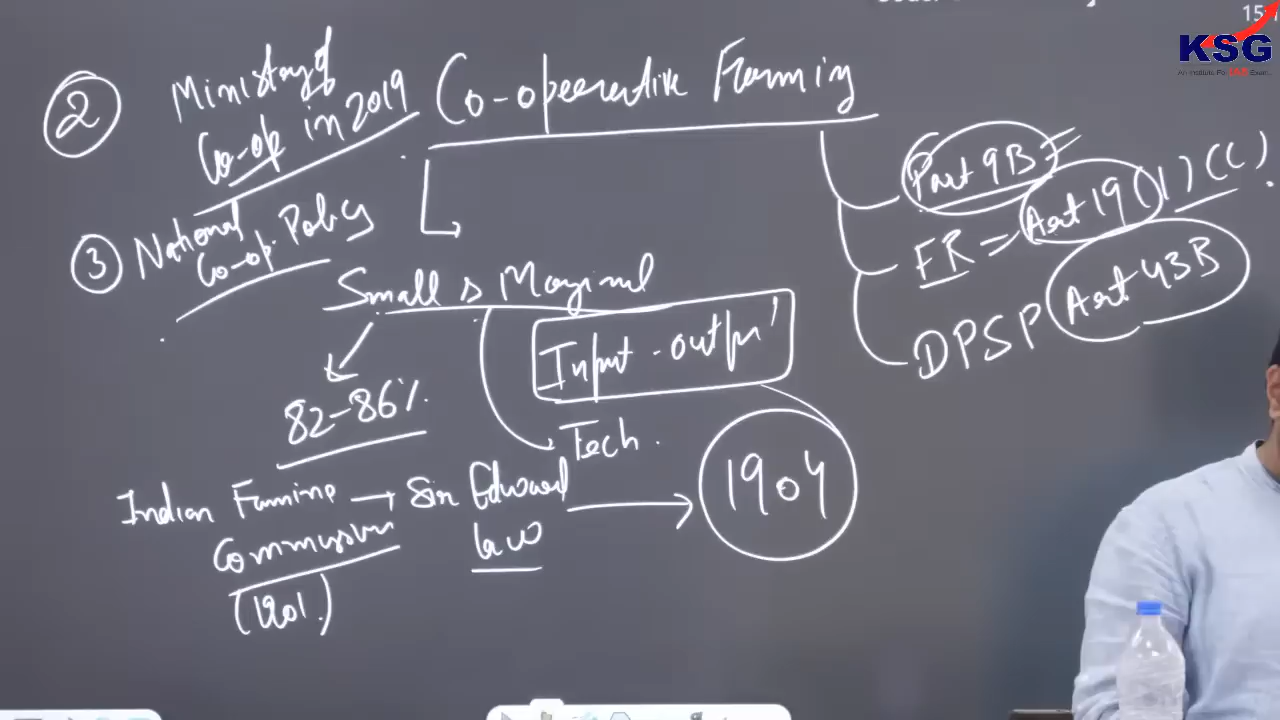 KSG
② Ministry of
Co-op in 2019
Co-operative Farming
③ National
Co-op. Policy
Part 9B
FR = Art 19(1)(c)
DPSP Art 43B
Small & Marginal
82-86%.
Input - output
Tech.
Indian Famine → Sir Edward
Commission
law
(1901.)
1904